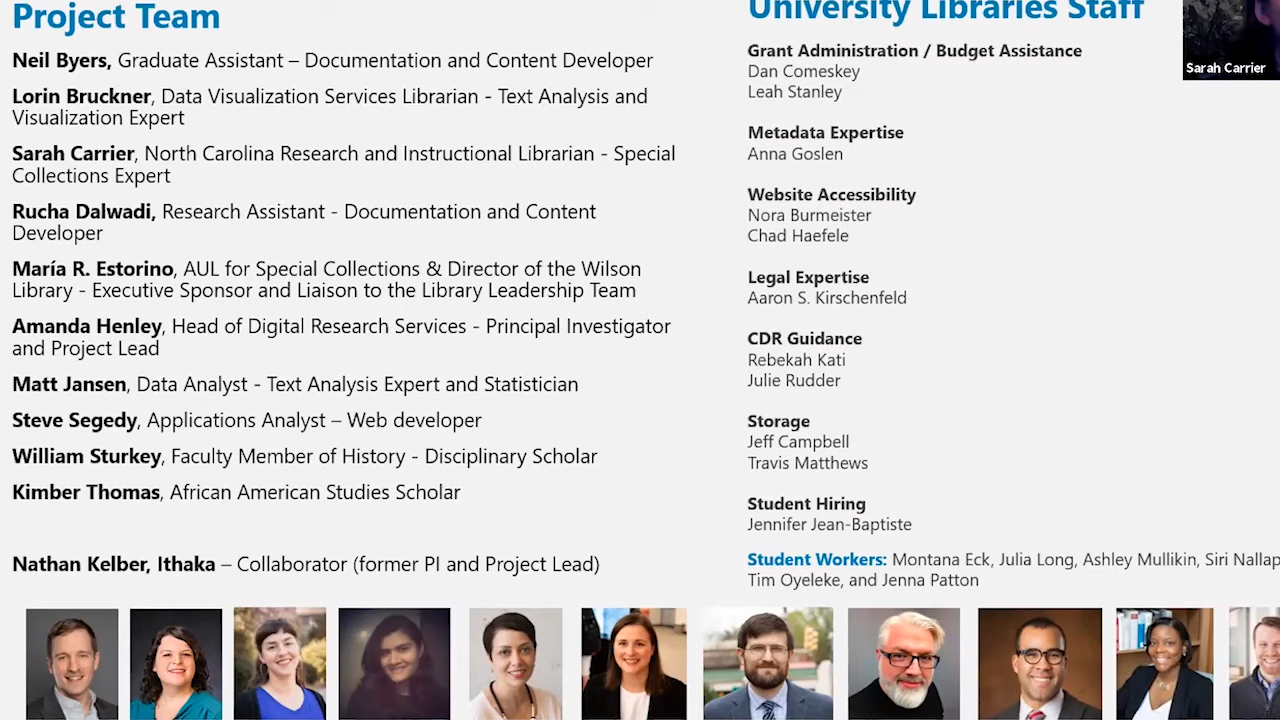 Project Team
Neil Byers, Graduate Assistant – Documentation and Content Developer
Lorin Bruckner, Data Visualization Services Librarian - Text Analysis and
Visualization Expert
Sarah Carrier, North Carolina Research and Instructional Librarian - Special
Collections Expert
Rucha Dalwadi, Research Assistant - Documentation and Content
Developer
María R. Estorino, AUL for Special Collections & Director of the Wilson
Library - Executive Sponsor and Liaison to the Library Leadership Team
Amanda Henley, Head of Digital Research Services - Principal Investigator
and Project Lead
Matt Jansen, Data Analyst - Text Analysis Expert and Statistician
Steve Segedy, Applications Analyst – Web developer
William Sturkey, Faculty Member of History - Disciplinary Scholar
Kimber Thomas, African American Studies Scholar
Nathan Kelber, Ithaka – Collaborator (former PI and Project Lead)
University Libraries Staff
Grant Administration / Budget Assistance
Dan Comeskey
Leah Stanley
Metadata Expertise
Anna Goslen
Website Accessibility
Nora Burmeister
Chad Haefele
Legal Expertise
Aaron S. Kirschenfeld
CDR Guidance
Rebekah Kati
Julie Rudder
Storage
Jeff Campbell
Travis Matthews
Student Hiring
Jennifer Jean-Baptiste
Student Workers: Montana Eck, Julia Long, Ashley Mullikin, Siri
Tim Oyeleke, and Jenna Patton
Sarah Carrier